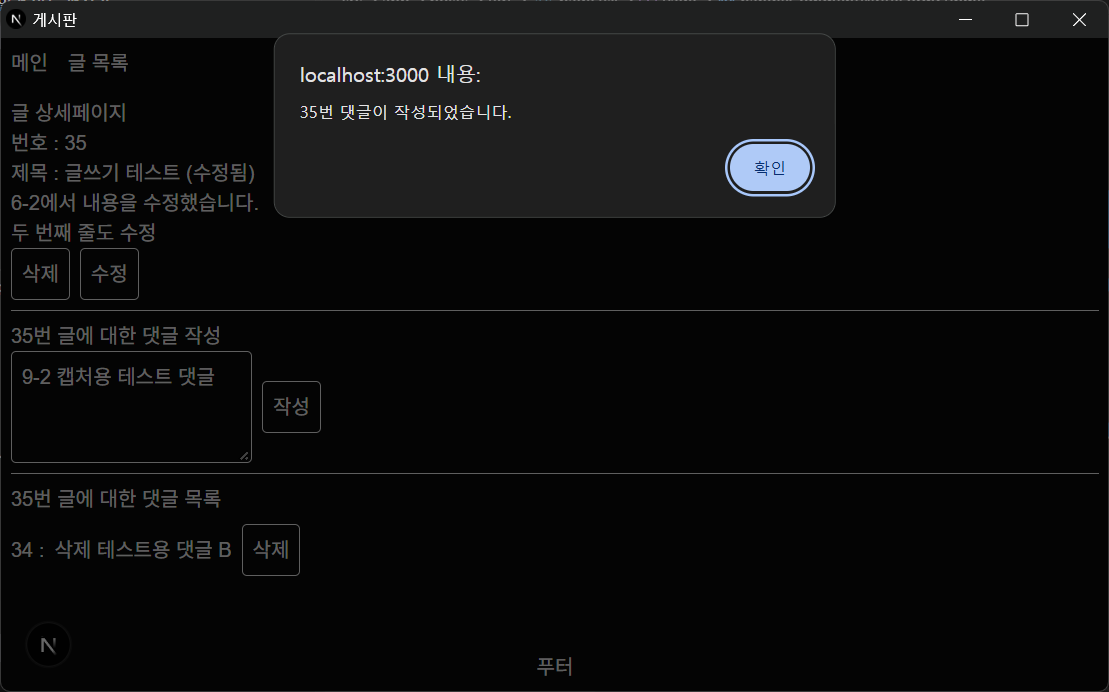 게시판
메인 글 목록
localhost:3000 내용:
35번 댓글이 작성되었습니다.
확인
글 상세페이지
번호 : 35
제목 : 글쓰기 테스트 (수정됨)
6-2에서 내용을 수정했습니다.
두 번째 줄도 수정
삭제 수정
35번 글에 대한 댓글 작성
9-2 캡처용 테스트 댓글
작성
35번 글에 대한 댓글 목록
34 : 삭제 테스트용 댓글 B 삭제
N
푸터